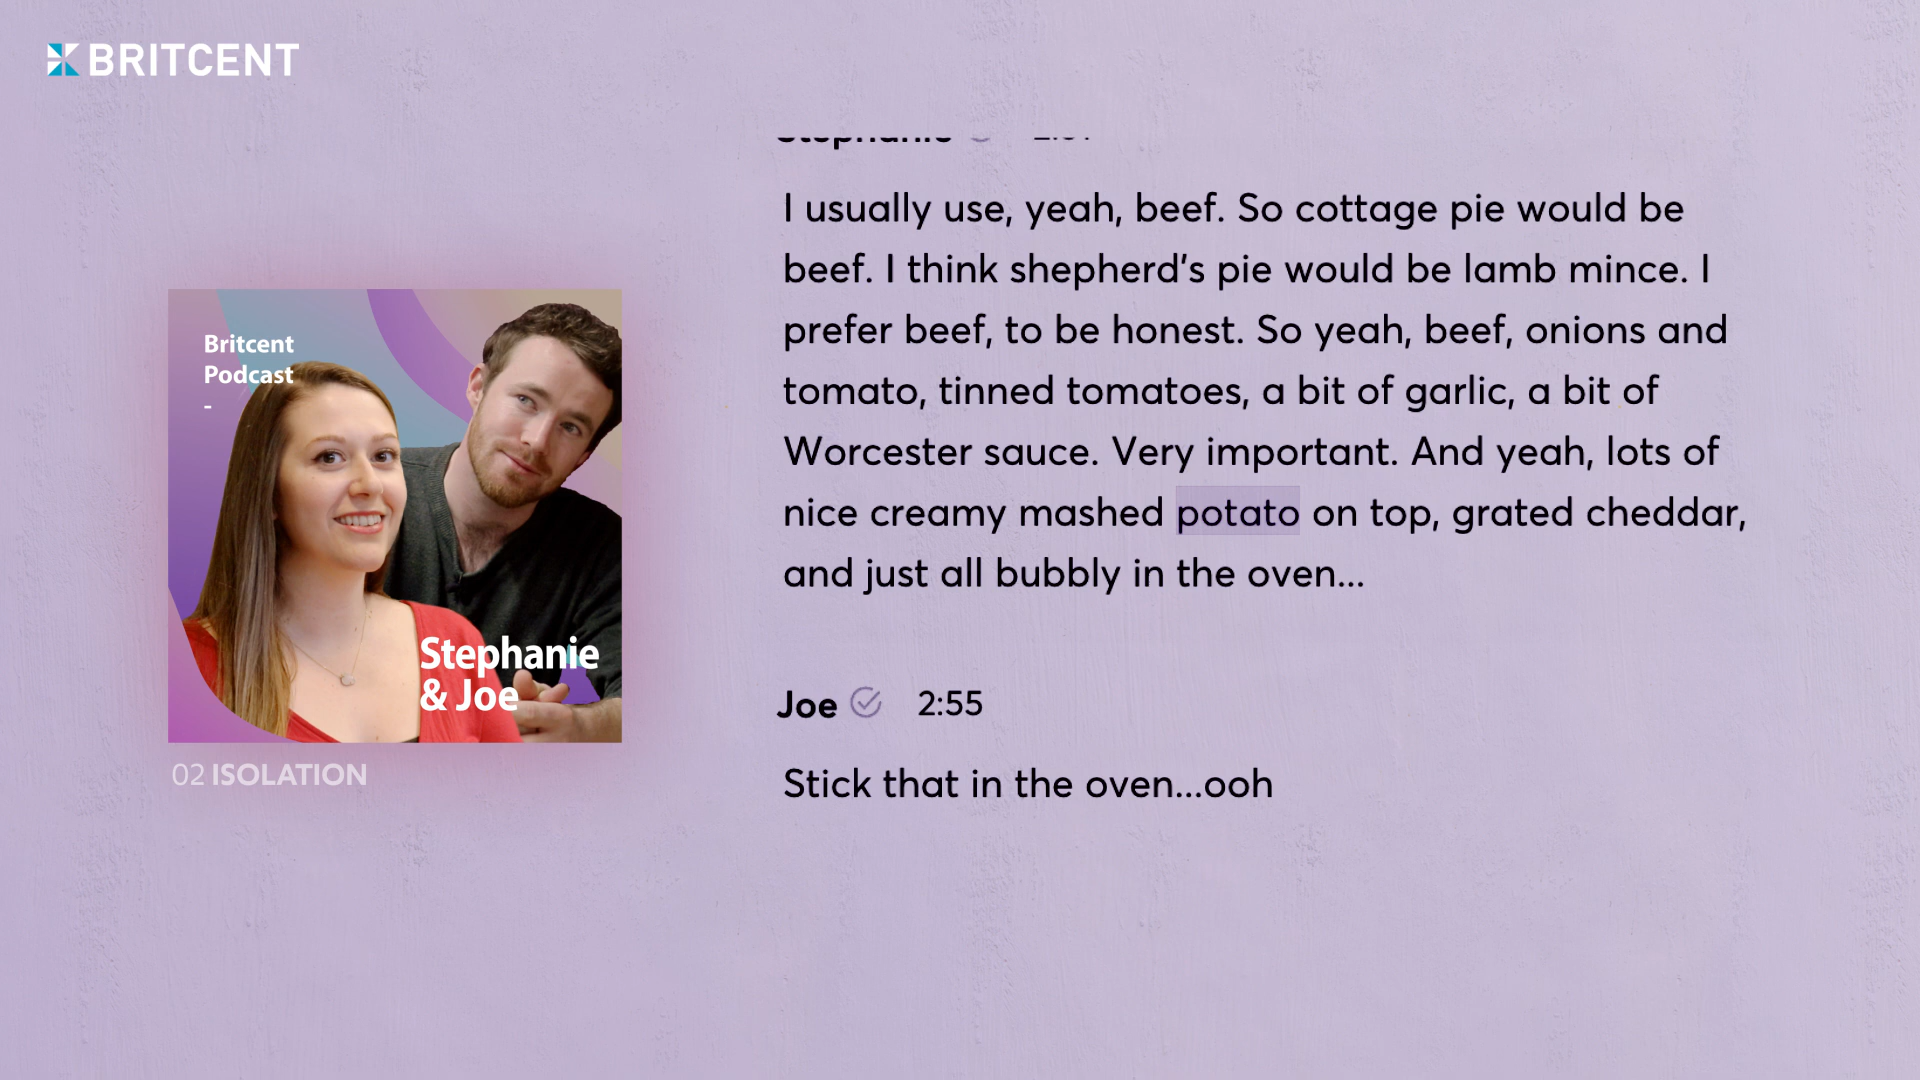 BRITCENT
Stephanie
I usually use, yeah, beef. So cottage pie would be
beef. I think shepherd's pie would be lamb mince. I
prefer beef, to be honest. So yeah, beef, onions and
tomato, tinned tomatoes, a bit of garlic, a bit of
Worcester sauce. Very important. And yeah, lots of
nice creamy mashed potato on top, grated cheddar,
and just all bubbly in the oven...
Joe 2:55
Stick that in the oven...ooh
Britcent
Podcast
-
Stephanie
& Joe
02 ISOLATION